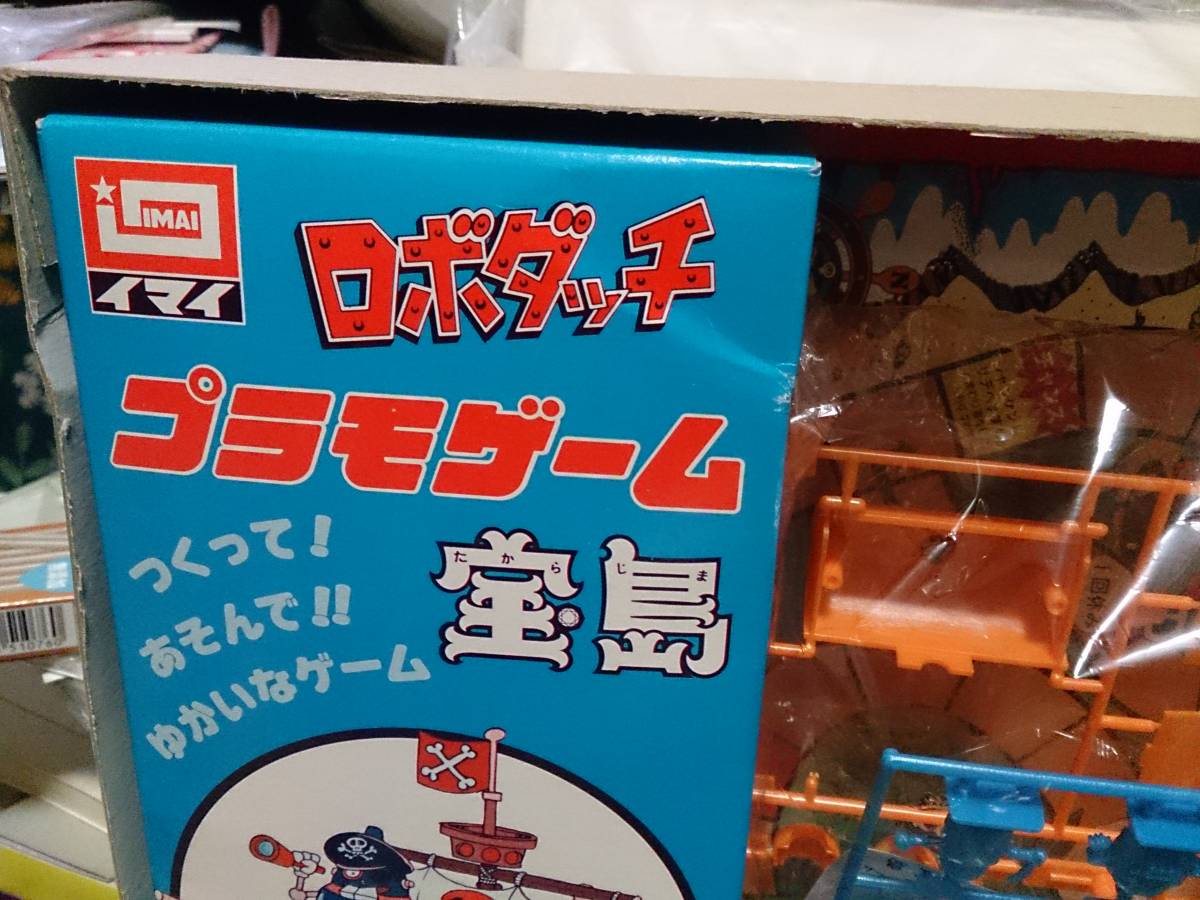 IMAI
イマイ
ロボダッチ
プラモゲーム
つくって!
あそんで!!
ゆかいなゲーム
たからじま
宝島
N